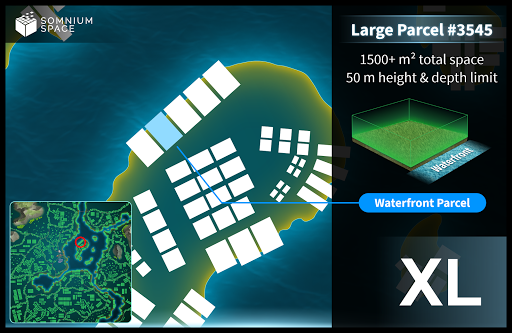 SOMNIUM
SPACE
Large Parcel #3545
1500+ m² total space
50 m height & depth limit
Waterfront
Waterfront Parcel
XL